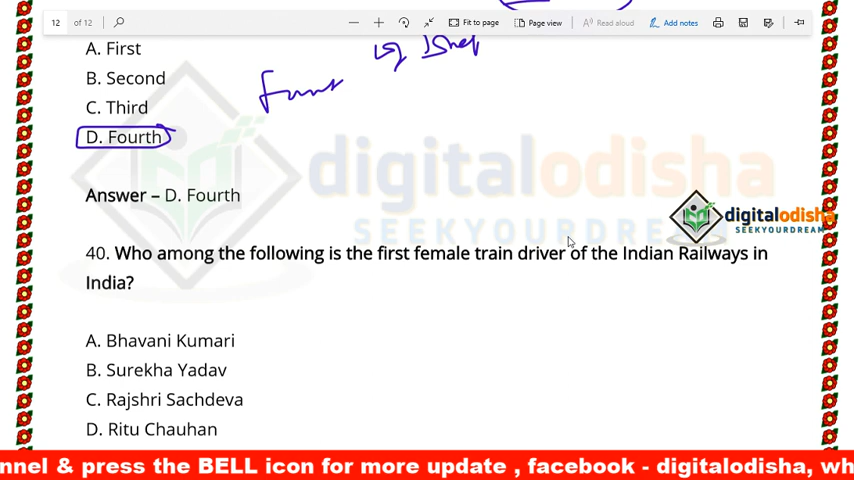 12 of 12
Fit to page
Page view
Read aloud
Add notes
A. First
B. Second
C. Third
D. Fourth
Answer – D. Fourth
digitalodisha
SEEKYOURDRE
digitalodisha
SEEKYOURDREAM
40. Who among the following is the first female train driver of the Indian Railways in
India?
A. Bhavani Kumari
B. Surekha Yadav
C. Rajshri Sachdeva
D. Ritu Chauhan
nnel & press the BELL icon for more update , facebook - digitalodisha, wh